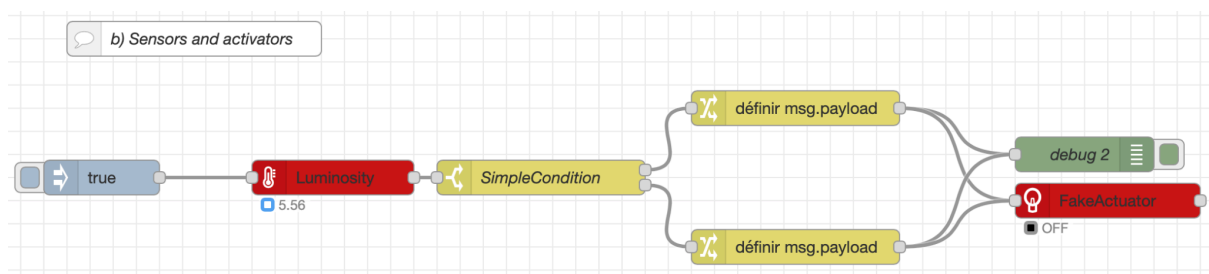 b) Sensors and activators
définir msg.payload
true
Luminosity
SimpleCondition
debug 2
5.56
FakeActuator
OFF
définir msg.payload